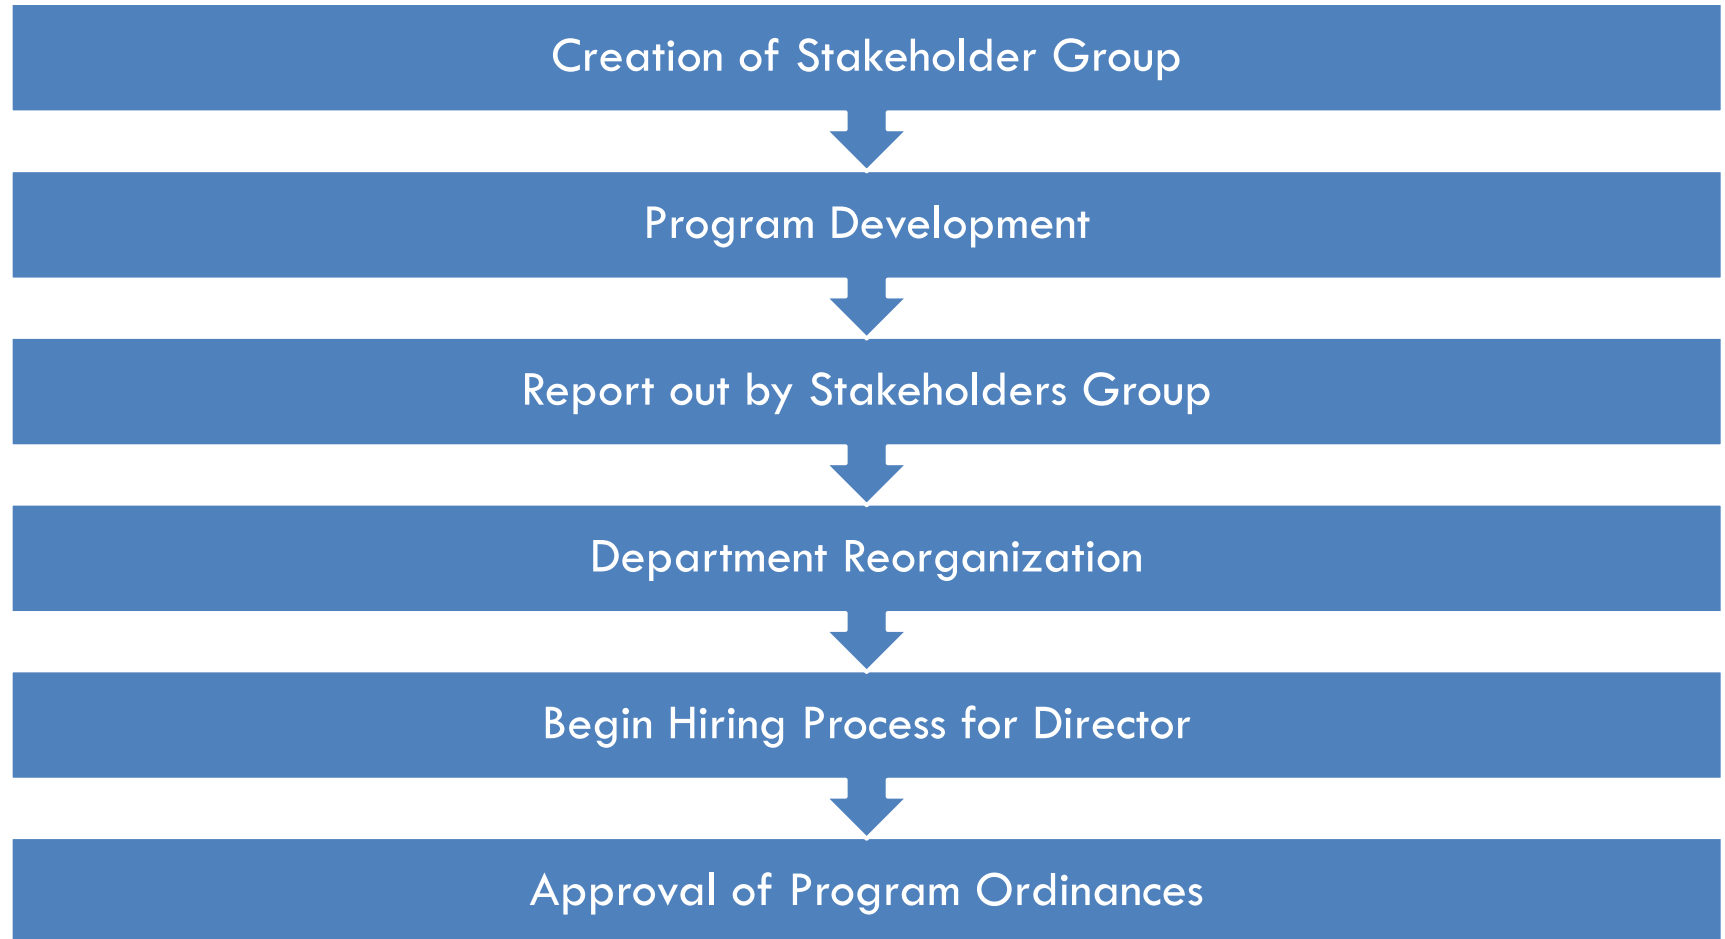 Creation of Stakeholder Group
Program Development
Report out by Stakeholders Group
Department Reorganization
Begin Hiring Process for Director
Approval of Program Ordinances